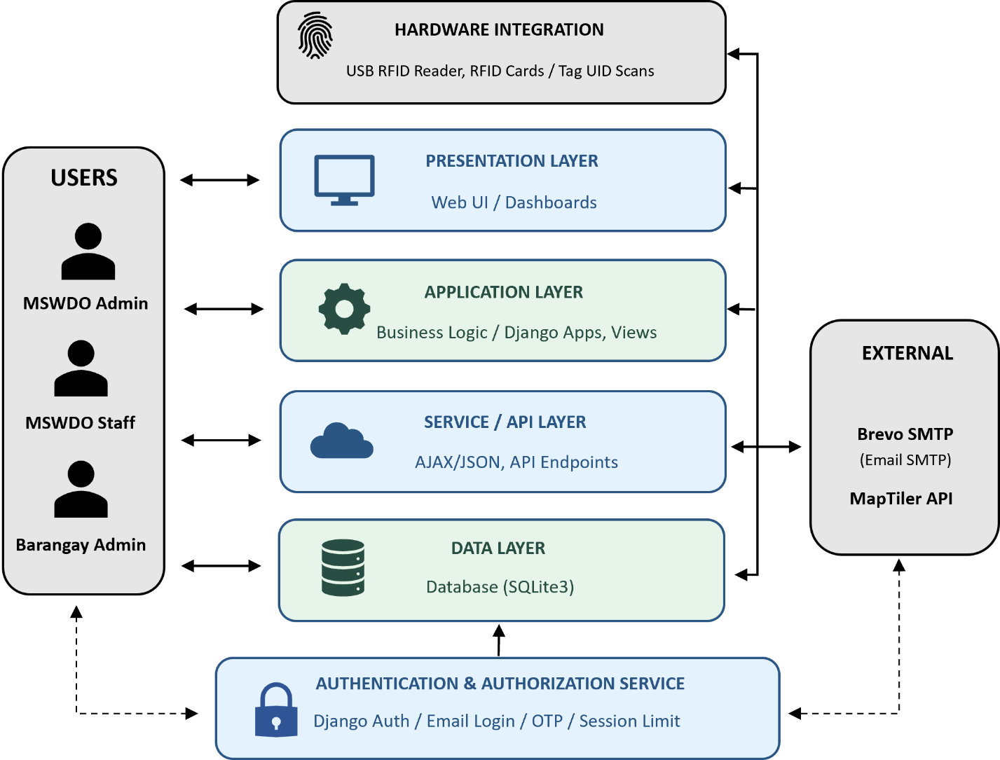 HARDWARE INTEGRATION
USB RFID Reader, RFID Cards / Tag UID Scans
USERS
MSWDO Admin
MSWDO Staff
Barangay Admin
PRESENTATION LAYER
Web UI / Dashboards
APPLICATION LAYER
Business Logic / Django Apps, Views
SERVICE / API LAYER
AJAX/JSON, API Endpoints
DATA LAYER
Database (SQLite3)
EXTERNAL
Brevo SMTP
(Email SMTP)
MapTiler API
AUTHENTICATION & AUTHORIZATION SERVICE
Django Auth / Email Login / OTP / Session Limit